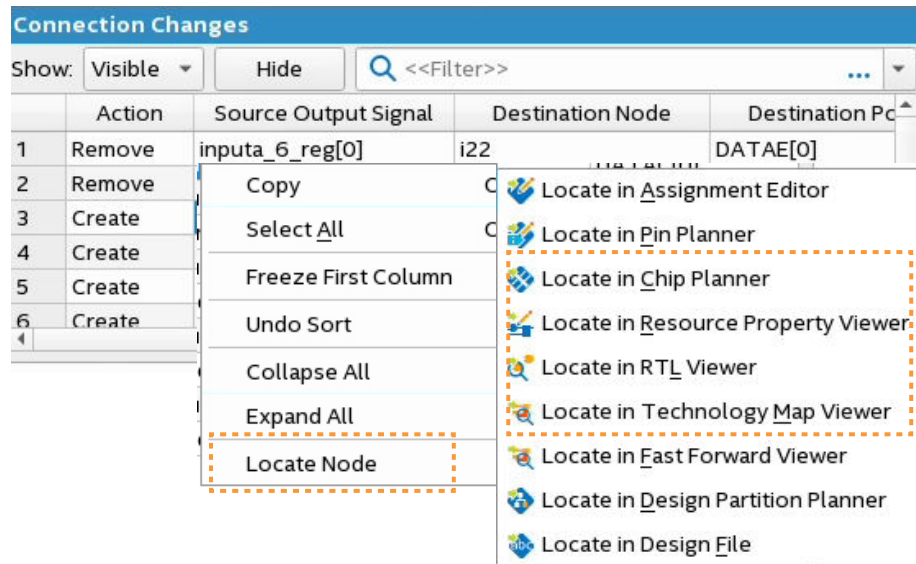 Connection Changes
Show: Visible Hide <<Filter>> ...
Action Source Output Signal Destination Node Destination Po
1 Remove inputa_6_reg[0] i22 DATAE[0]
2 Remove
3 Create
4 Create
5 Create
6 Create
Copy
Select All
Freeze First Column
Undo Sort
Collapse All
Expand All
Locate Node
Locate in Assignment Editor
Locate in Pin Planner
Locate in Chip Planner
Locate in Resource Property Viewer
Locate in RTL Viewer
Locate in Technology Map Viewer
Locate in Fast Forward Viewer
Locate in Design Partition Planner
Locate in Design File